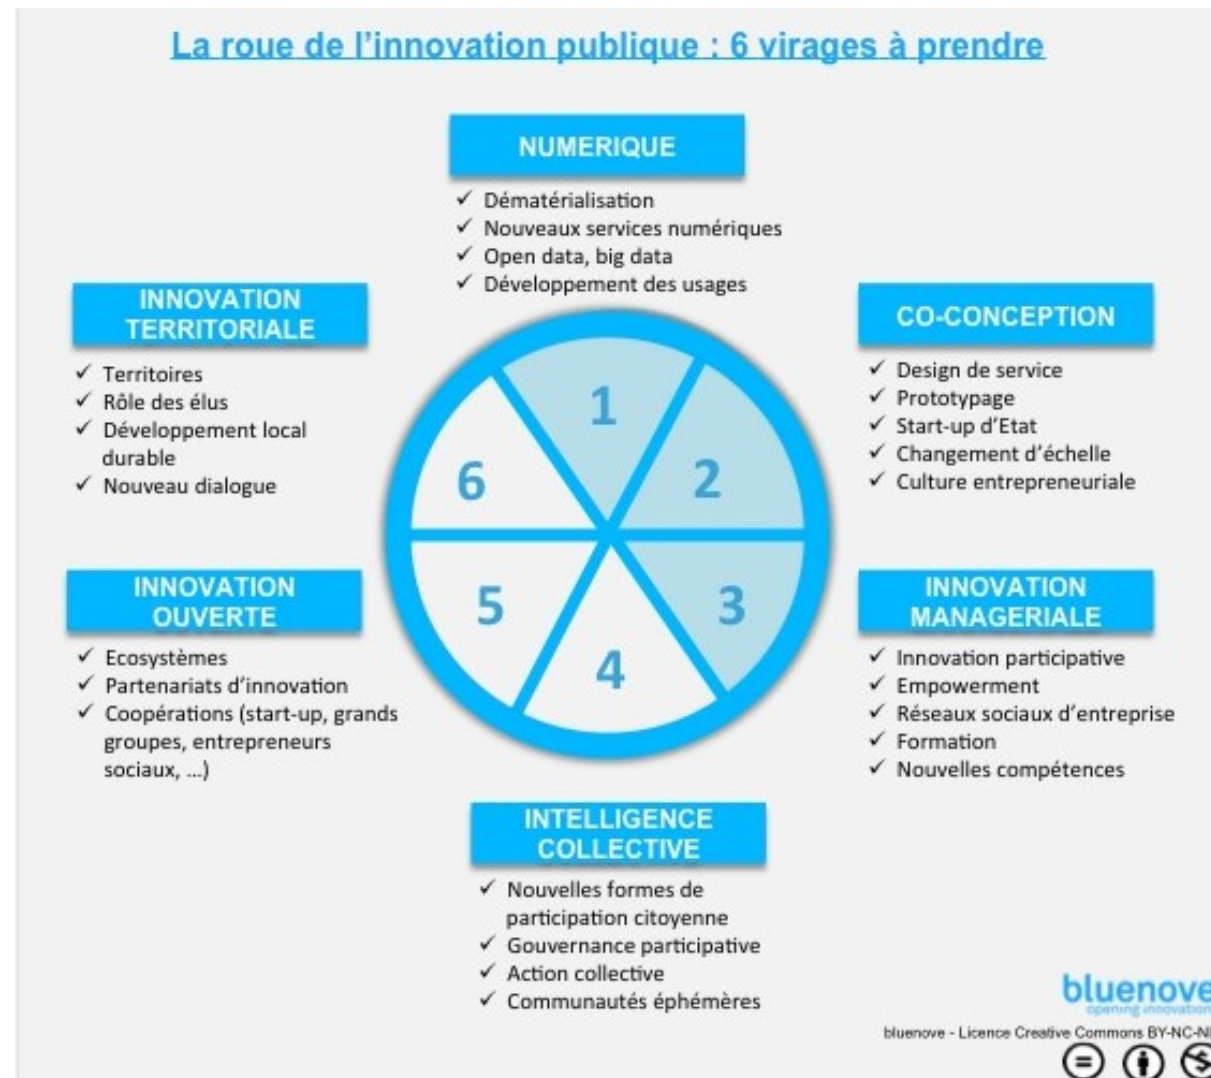 La roue de l'innovation publique : 6 virages à prendre
NUMERIQUE
✓ Dématérialisation
✓ Nouveaux services numériques
✓ Open data, big data
✓ Développement des usages
CO-CONCEPTION
✓ Design de service
✓ Prototypage
✓ Start-up d'Etat
✓ Changement d'échelle
✓ Culture entrepreneuriale
INNOVATION
MANAGERIALE
✓ Innovation participative
✓ Empowerment
✓ Réseaux sociaux d'entreprise
✓ Formation
✓ Nouvelles compétences
INTELLIGENCE
COLLECTIVE
✓ Nouvelles formes de
participation citoyenne
✓ Gouvernance participative
✓ Action collective
✓ Communautés éphémères
INNOVATION
OUVERTE
✓ Ecosystèmes
✓ Partenariats d'innovation
✓ Coopérations (start-up, grands
groupes, entrepreneurs
sociaux, ...)
INNOVATION
TERRITORIALE
✓ Territoires
✓ Rôle des élus
✓ Développement local
durable
✓ Nouveau dialogue
1
2
3
4
5
6
bluenove
opening innovation
bluenove - Licence Creative Commons BY-NC-N